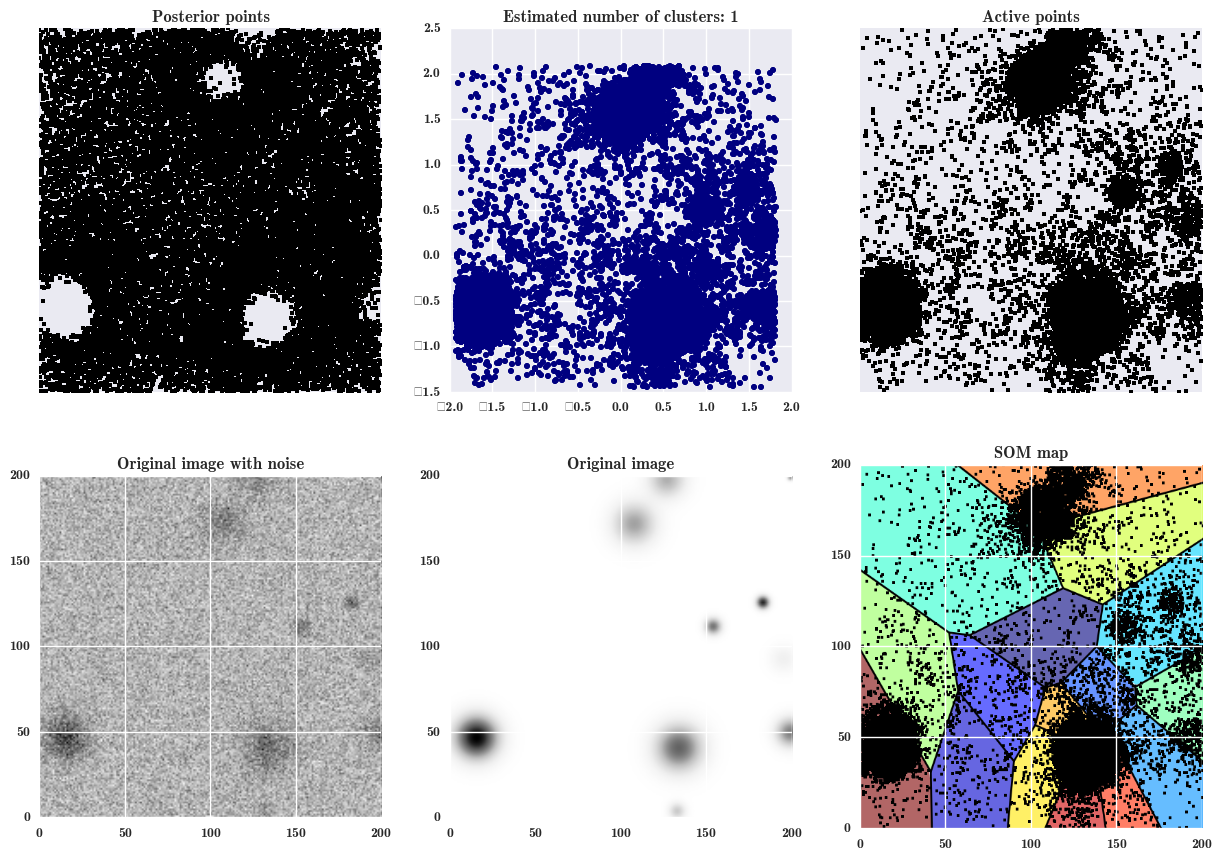 Posterior points
Estimated number of clusters: 1
Active points
2.5
2.0
1.5
1.0
0.5
0.0
□0.5
□1.0
□1.5
□2.0 □1.5 □1.0 □0.5 0.0 0.5 1.0 1.5 2.0
Original image with noise
Original image
SOM map
200
150
100
50
0
0 50 100 150 200
200
150
100
50
0
0 50 100 150 200
200
150
100
50
0
0 50 100 150 200